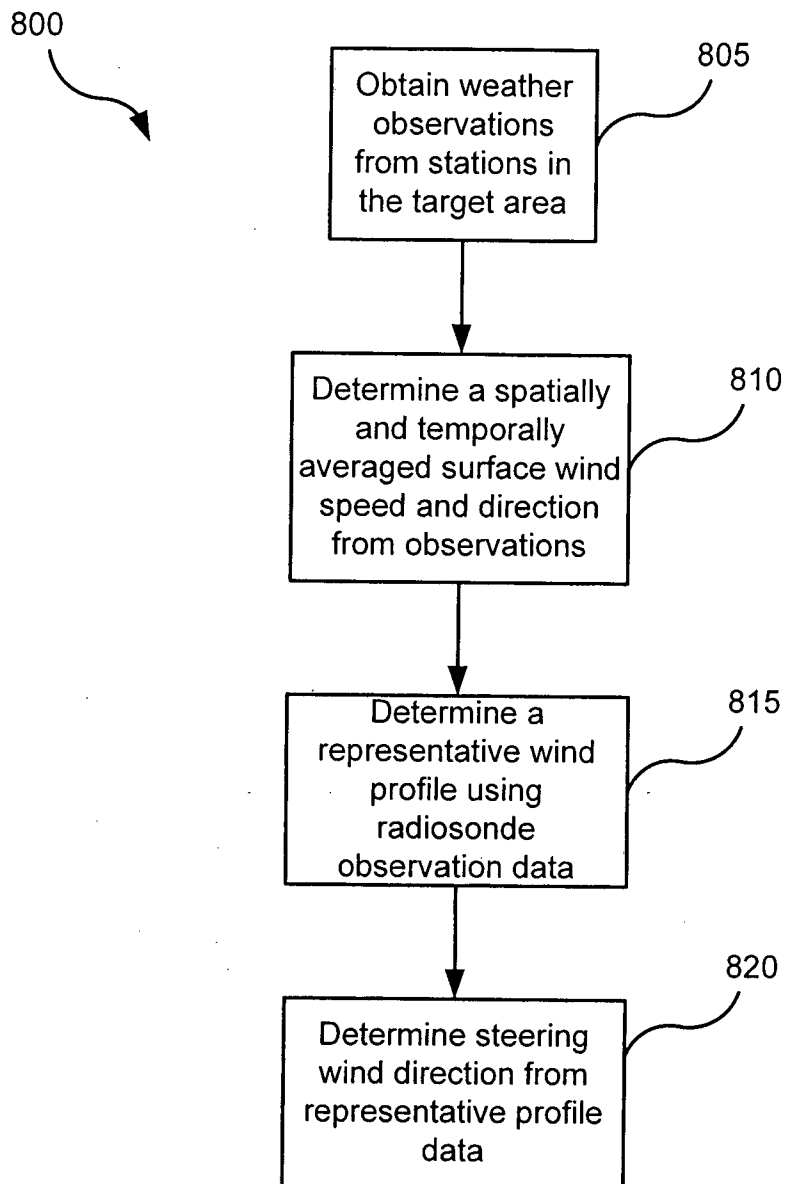 800
805
Obtain weather
observations
from stations in
the target area
810
Determine a spatially
and temporally
averaged surface wind
speed and direction
from observations
815
Determine a
representative wind
profile using
radiosonde
observation data
820
Determine steering
wind direction from
representative profile
data